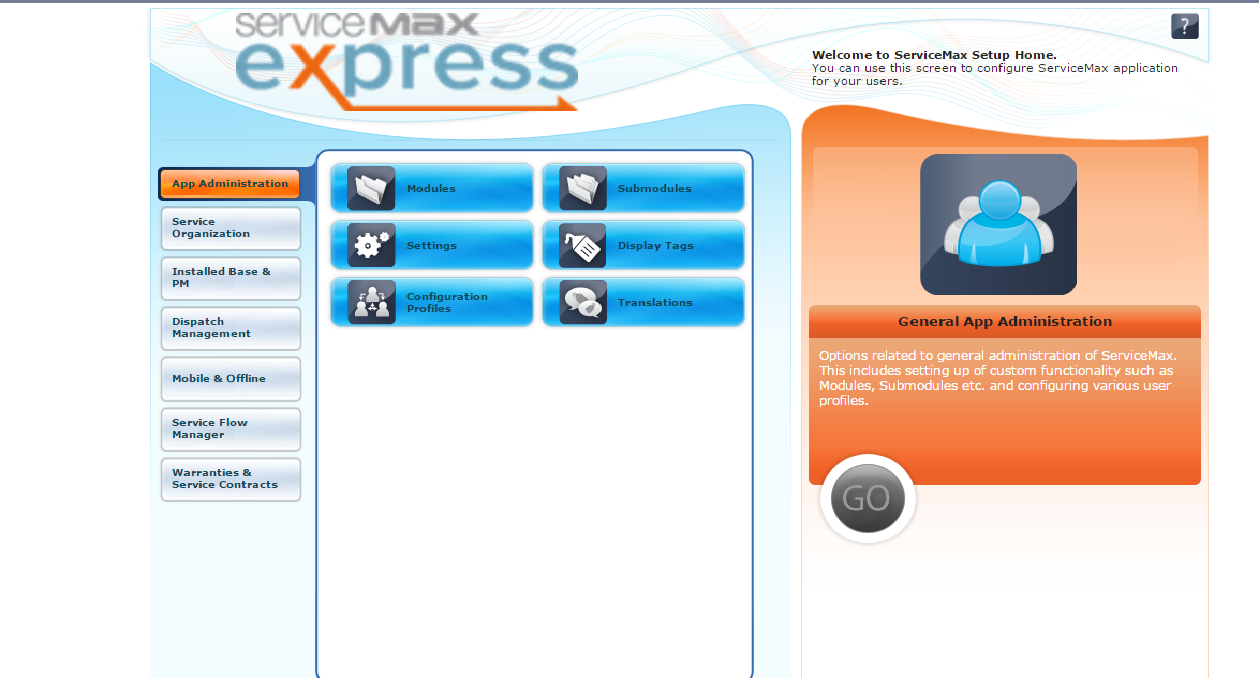 serviceMAX
express
?
Welcome to ServiceMax Setup Home.
You can use this screen to configure ServiceMax application
for your users.
App Administration
Service
Organization
Installed Base &
PM
Dispatch
Management
Mobile & Offline
Service Flow
Manager
Warranties &
Service Contracts
Modules
Submodules
Settings
Display Tags
Configuration
Profiles
Translations
General App Administration
Options related to general administration of ServiceMax.
This includes setting up of custom functionality such as
Modules, Submodules etc. and configuring various user
profiles.
GO